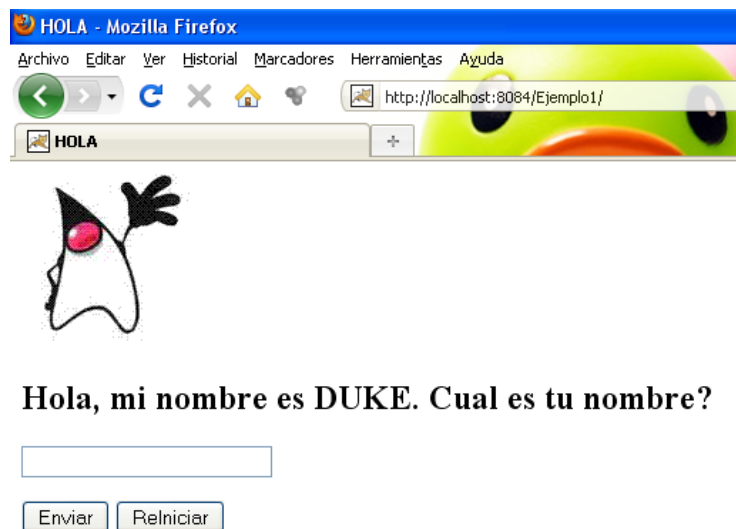 HOLA - Mozilla Firefox
Archivo Editar Ver Historial Marcadores Herramientas Ayuda
http://localhost:8084/Ejemplo1/
HOLA
Hola, mi nombre es DUKE. Cual es tu nombre?
Enviar ReIniciar